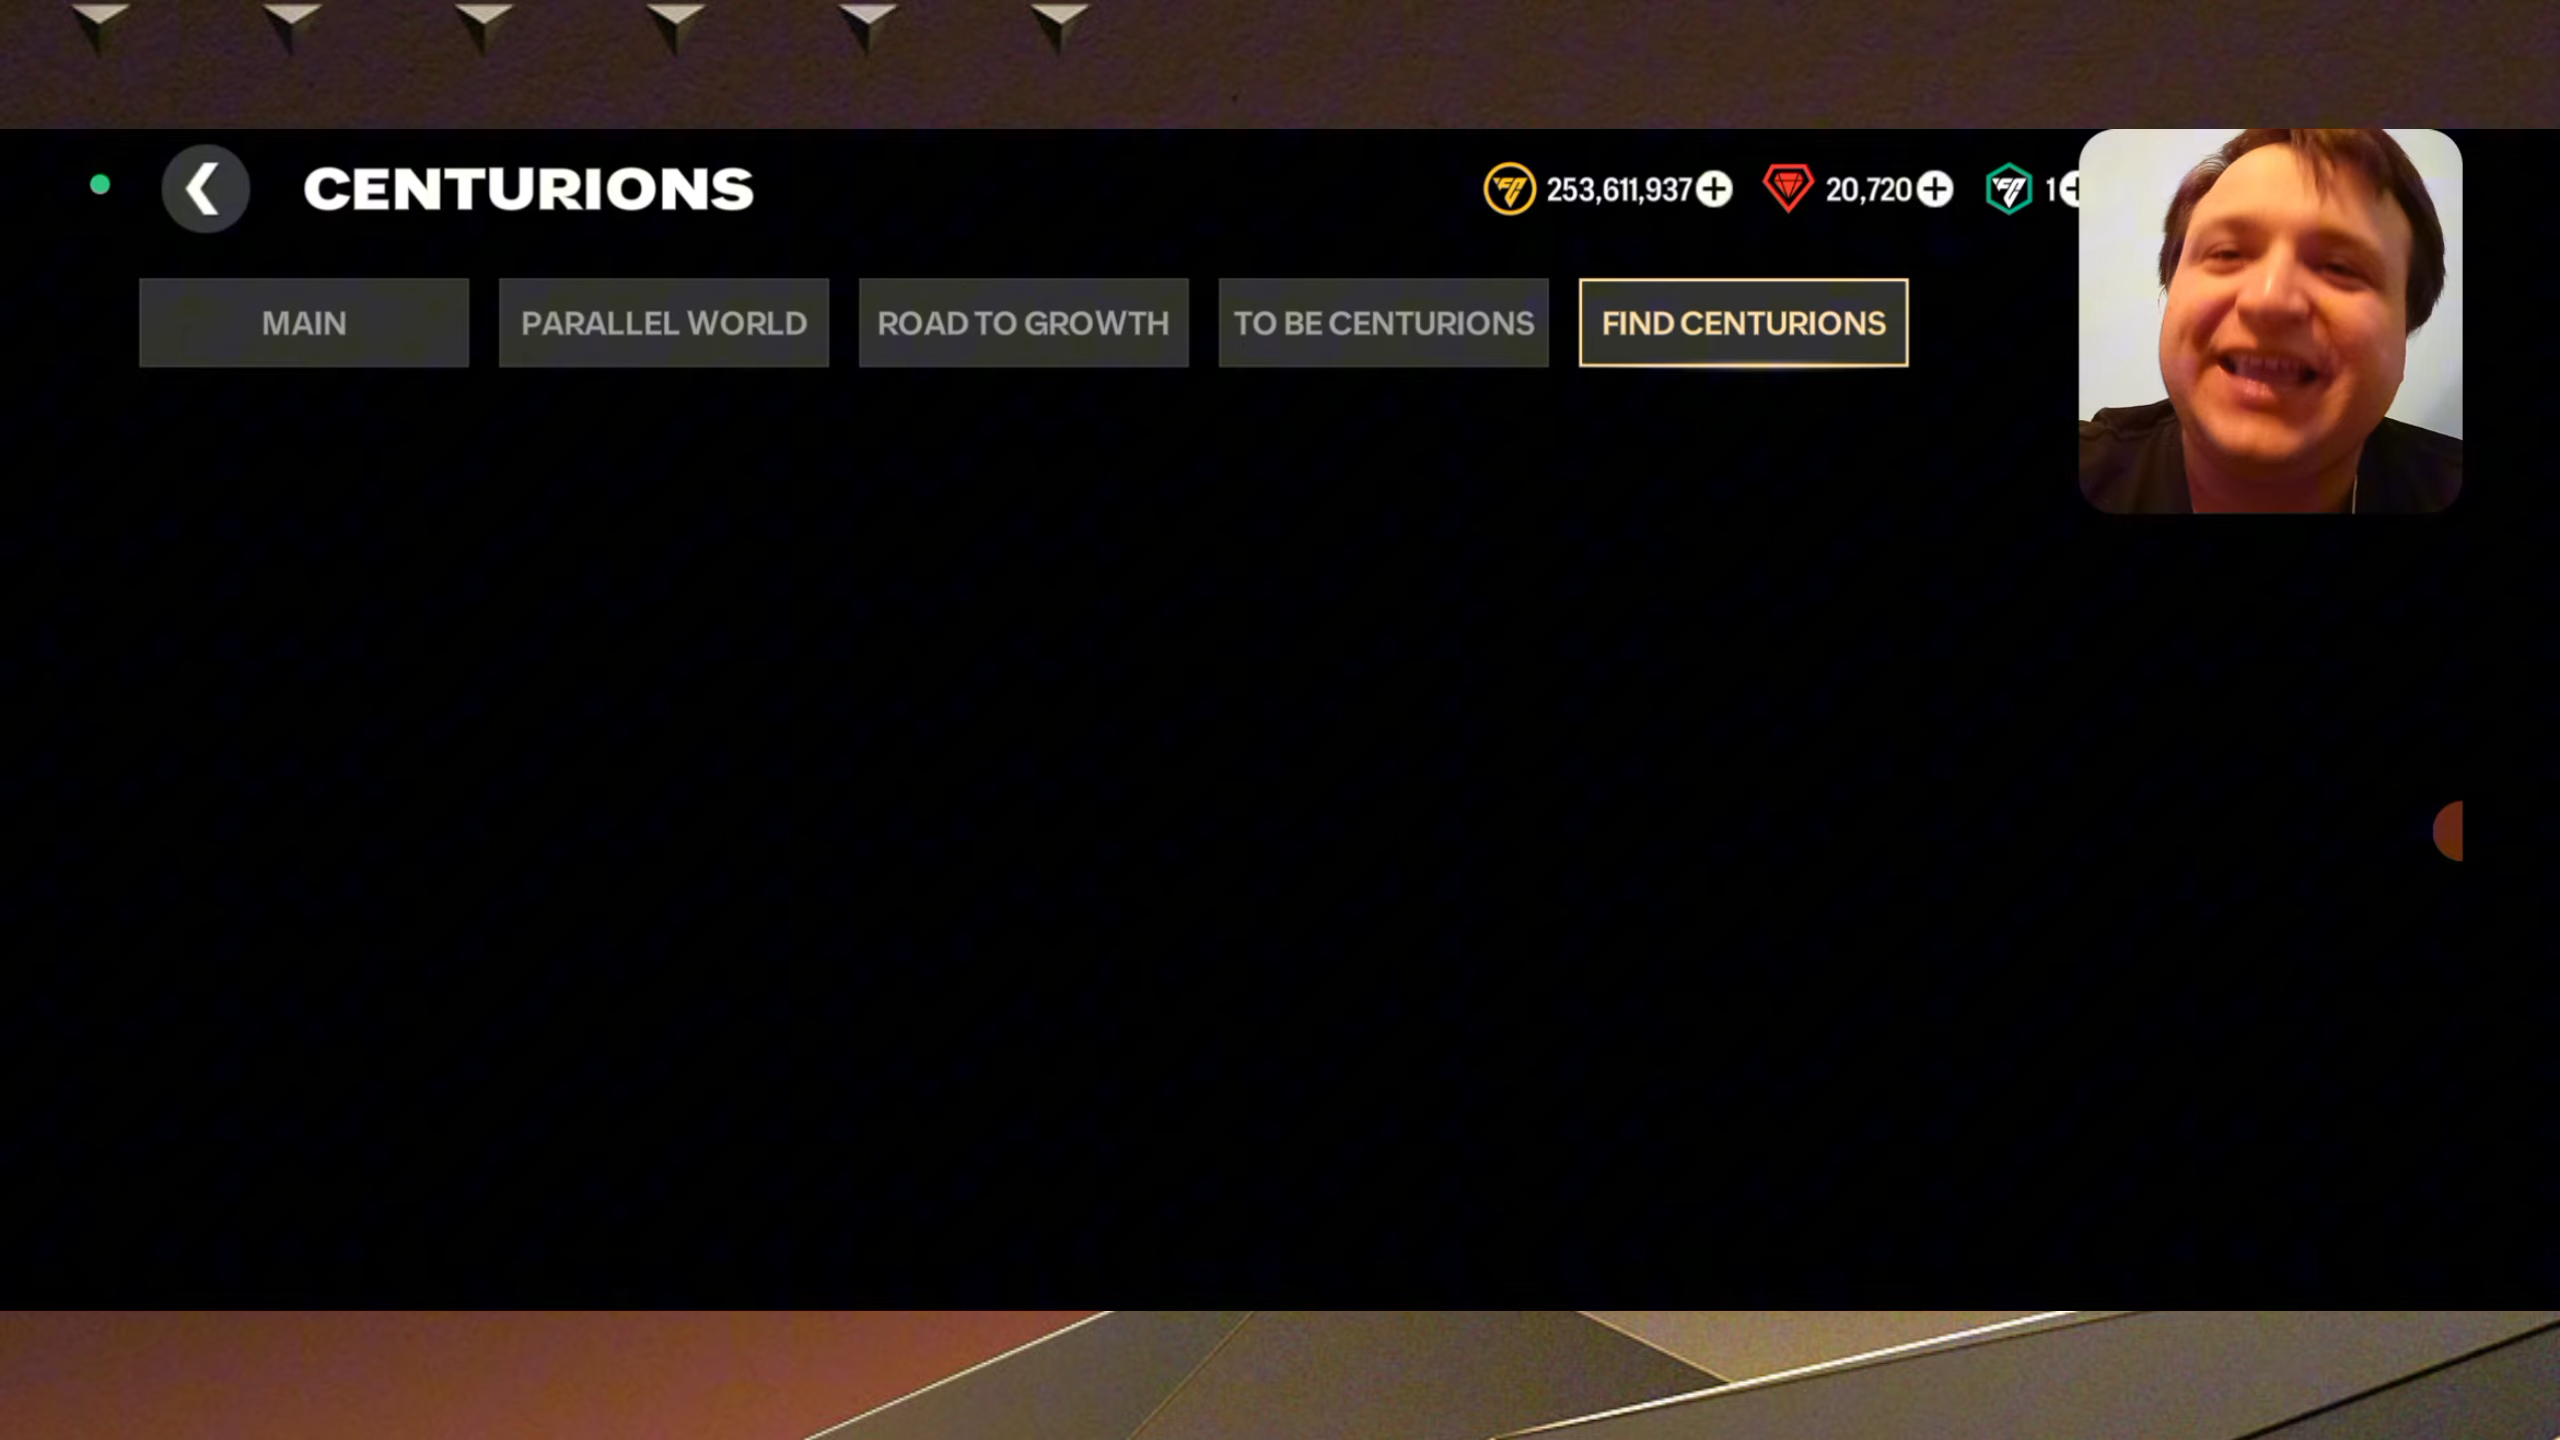 CENTURIONS
253,611,937
20,720
1
MAIN
PARALLEL WORLD
ROAD TO GROWTH
TO BE CENTURIONS
FIND CENTURIONS